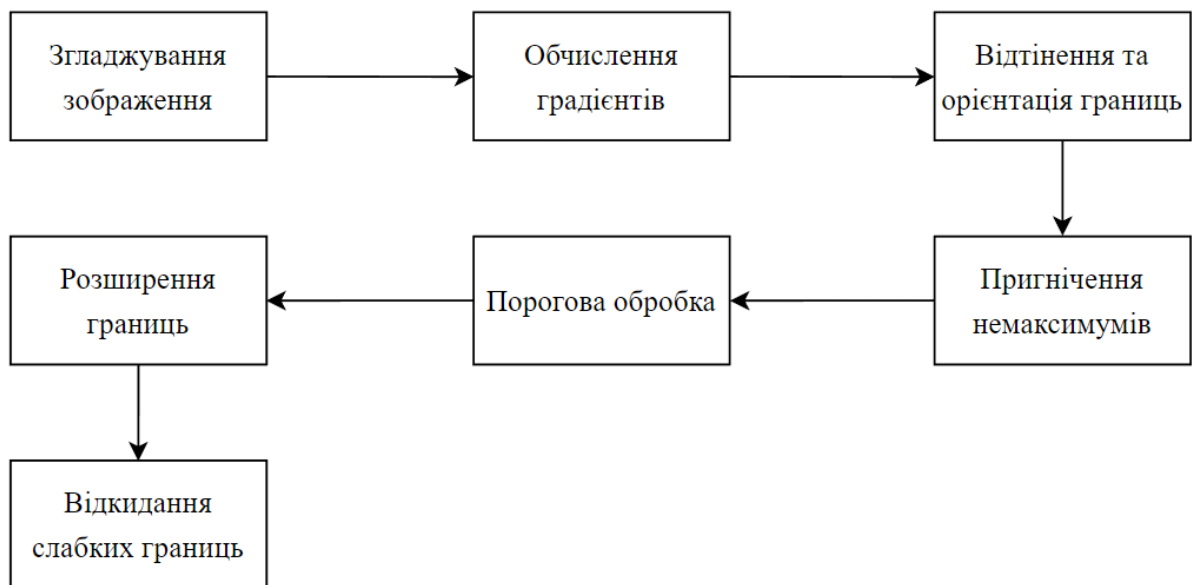 Згладжування
зображення
Обчислення
градієнтів
Відтінення та
орієнтація границь
Пригнічення
немаксимумів
Порогова обробка
Розширення
границь
Відкидання
слабких границь